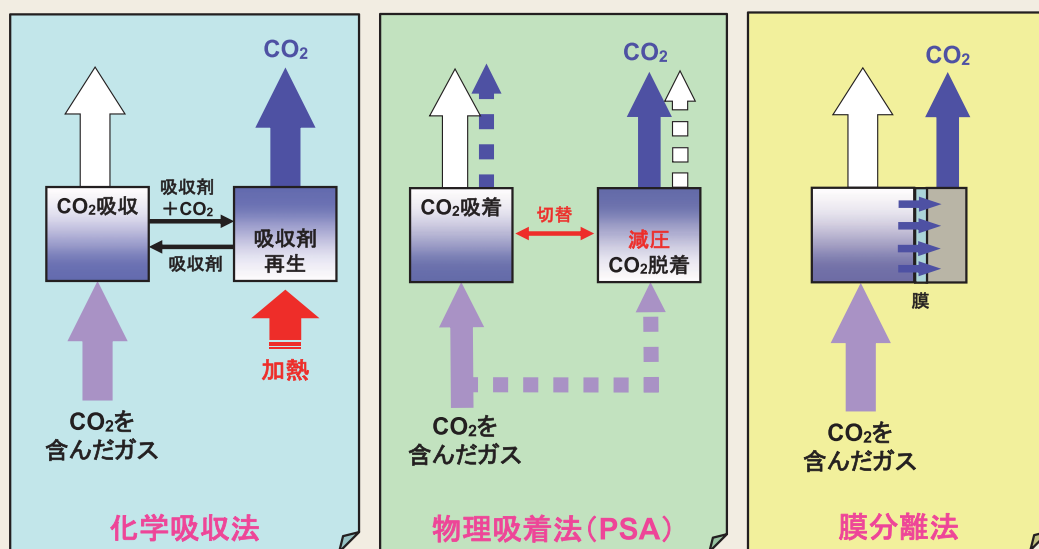 CO₂
CO₂吸収
吸収剤
+CO₂
吸収剤
吸収剤
再生
加熱
CO₂を
含んだガス
化学吸収法
CO₂
CO₂吸着
切替
減圧
CO₂脱着
CO₂を
含んだガス
物理吸着法(PSA)
CO₂
膜
CO₂を
含んだガス
膜分離法